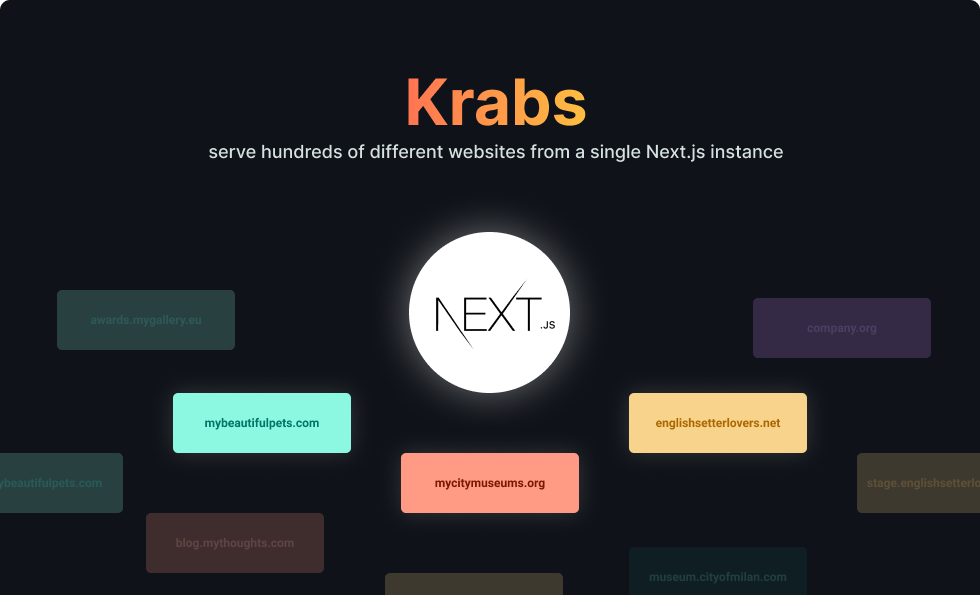 Krabs
serve hundreds of different websites from a single Next.js instance
NEXT.JS
awards.mygallery.eu
company.org
mybeautifulpets.com
englishsetterlovers.net
ybeautifulpets.com
mycitymuseums.org
stage.englishsetterlo
blog.mythoughts.com
museum.cityofmilan.com